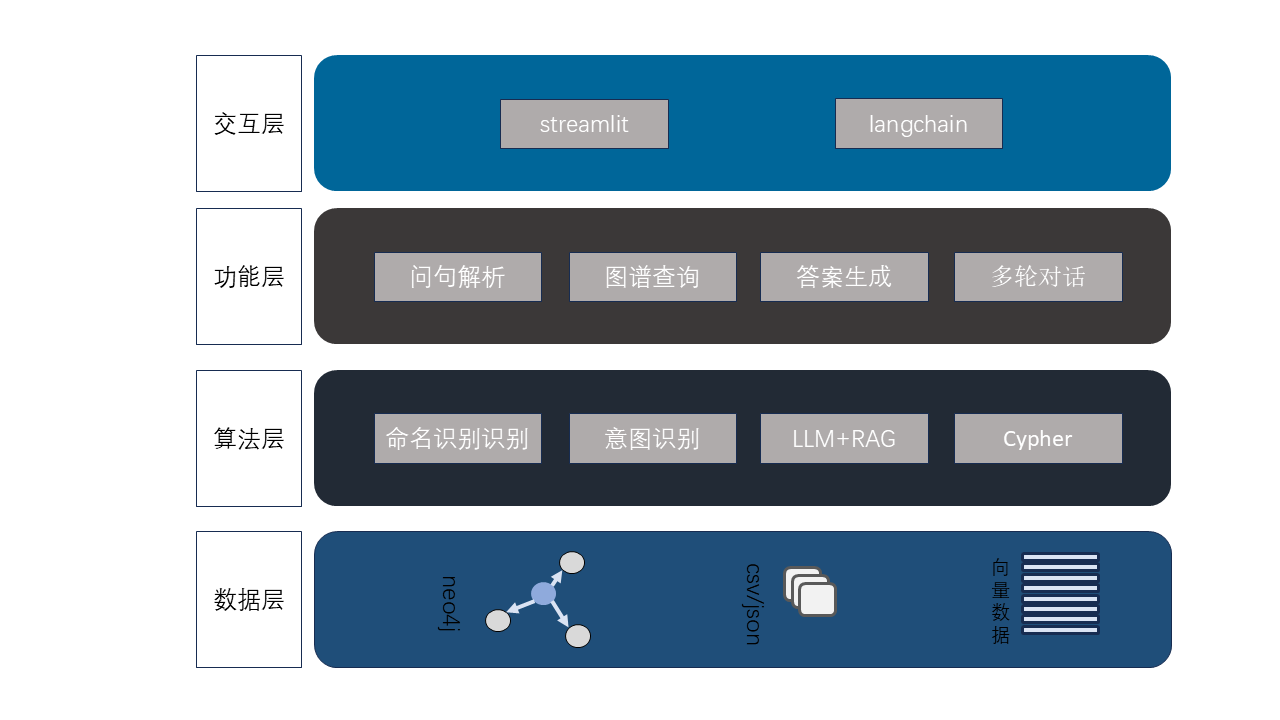 交互层
streamlit
langchain
功能层
问句解析
图谱查询
答案生成
多轮对话
算法层
命名识别识别
意图识别
LLM+RAG
Cypher
数据层
neo4j
csv/json
向量数据